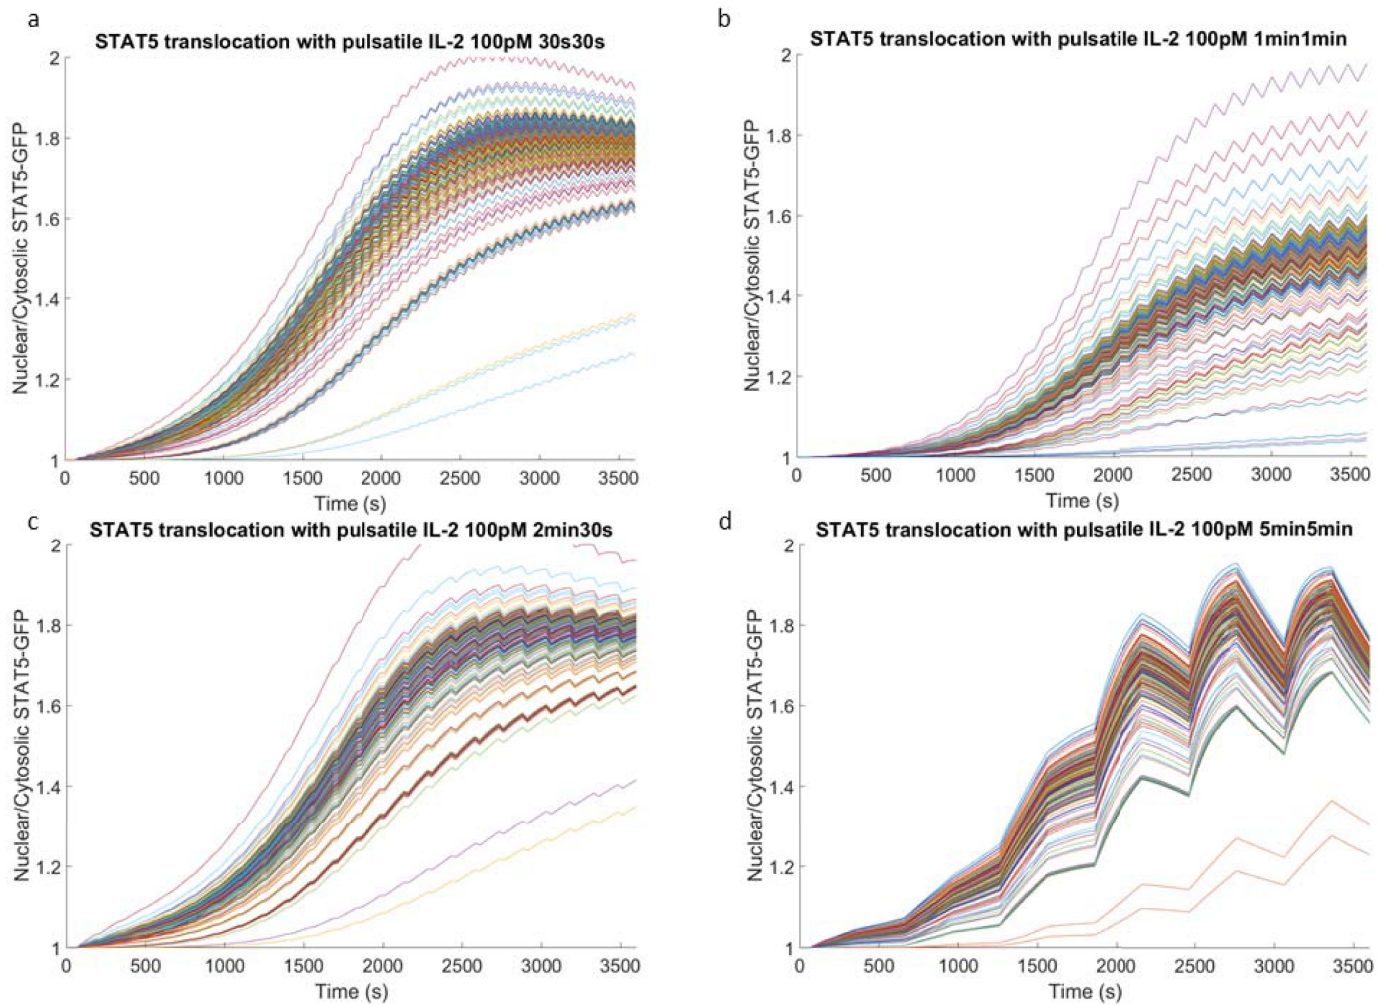 a
STAT5 translocation with pulsatile IL-2 100pM 30s30s
2
1.8
1.6
1.4
1.2
1
Nuclear/Cytosolic STAT5-GFP
0 500 1000 1500 2000 2500 3000 3500
Time (s)
b
STAT5 translocation with pulsatile IL-2 100pM 1min1min
2
1.8
1.6
1.4
1.2
1
Nuclear/Cytosolic STAT5-GFP
0 500 1000 1500 2000 2500 3000 3500
Time (s)
c
STAT5 translocation with pulsatile IL-2 100pM 2min30s
2
1.8
1.6
1.4
1.2
1
Nuclear/Cytosolic STAT5-GFP
0 500 1000 1500 2000 2500 3000 3500
Time (s)
d
STAT5 translocation with pulsatile IL-2 100pM 5min5min
2
1.8
1.6
1.4
1.2
1
Nuclear/Cytosolic STAT5-GFP
0 500 1000 1500 2000 2500 3000 3500
Time (s)